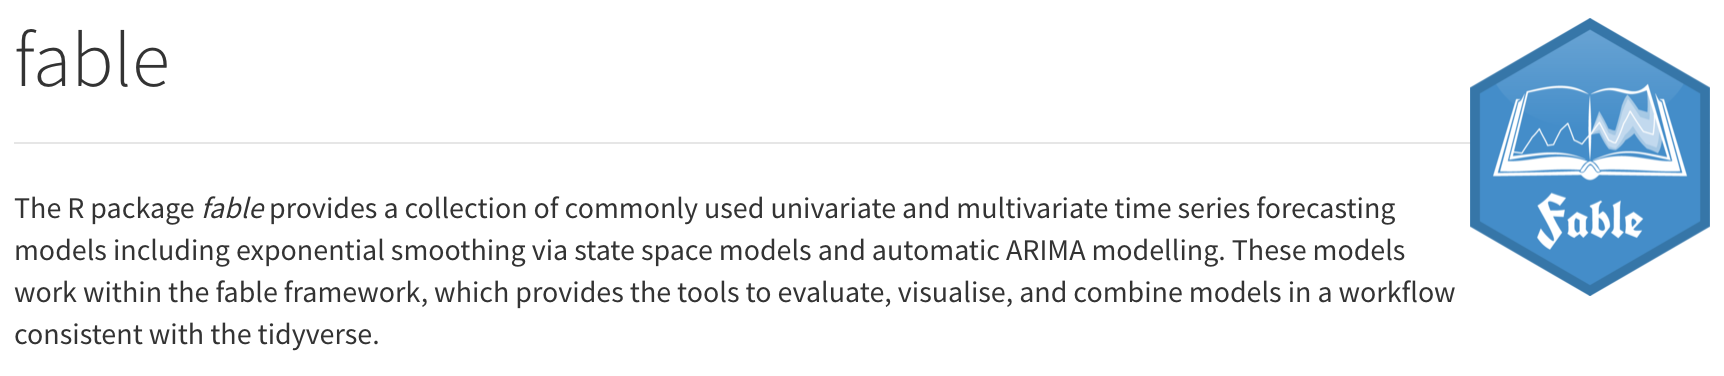 fable
The R package fable provides a collection of commonly used univariate and multivariate time series forecasting
models including exponential smoothing via state space models and automatic ARIMA modelling. These models
work within the fable framework, which provides the tools to evaluate, visualise, and combine models in a workflow
consistent with the tidyverse.
Fable